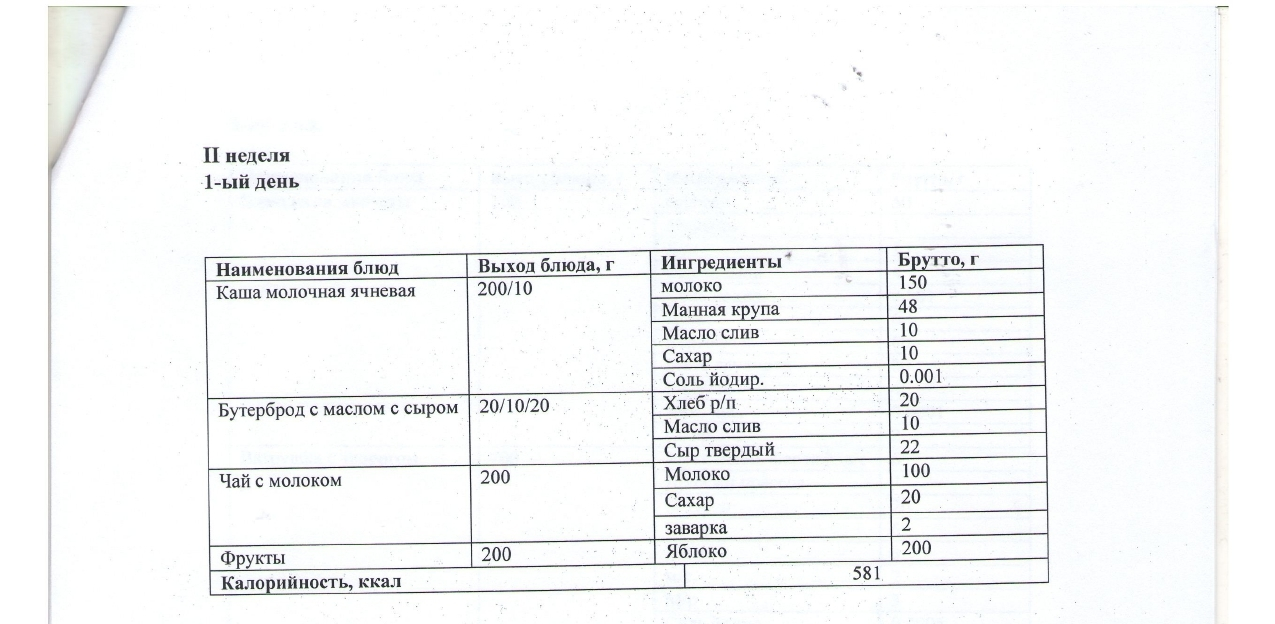 II неделя
1-ый день
Наименования блюд Выход блюда, г Ингредиенты Брутто, г
Каша молочная ячневая 200/10 молоко 150
Манная крупа 48
Масло слив 10
Сахар 10
Соль йодир. 0.001
Бутерброд с маслом с сыром 20/10/20 Хлеб р/п 20
Масло слив 10
Сыр твердый 22
Чай с молоком 200 Молоко 100
Сахар 20
заварка 2
Фрукты 200 Яблоко 200
Калорийность, ккал 581